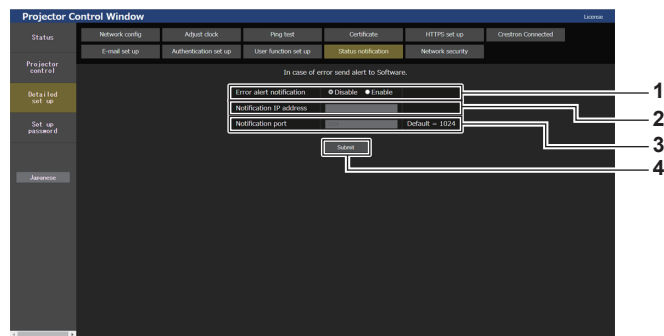 Projector Control Window
License
Status
Network config
Adjust clock
Ping test
Certificate
HTTPS set up
Crestron Connected
E-mail set up
Authentication set up
User function set up
Status notification
Network security
Projector
control
Detailed
set up
Set up
password
Japanese
In case of error send alert to Software.
Error alert notification
Disable
Enable
Notification IP address
Notification port
Default = 1024
Submit
1
2
3
4